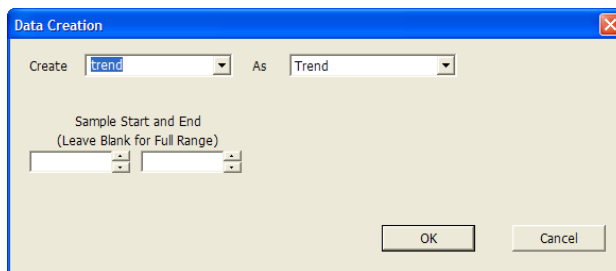 Data Creation
Create trend As Trend
Sample Start and End
(Leave Blank for Full Range)
OK Cancel